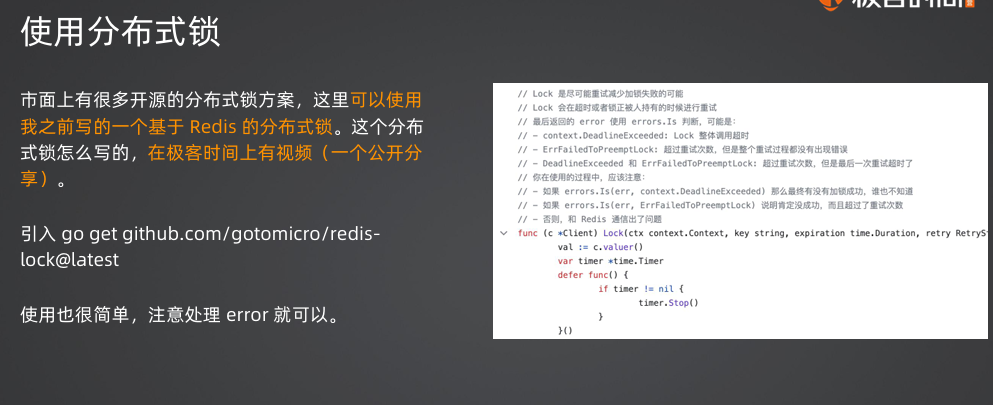 使用分布式锁
市面上有很多开源的分布式锁方案，这里可以使用
我之前写的一个基于 Redis 的分布式锁。这个分布
式锁怎么写的，在极客时间上有视频（一个公开分
享）。
引入 go get github.com/gotomicro/redis-
lock@latest
使用也很简单，注意处理 error 就可以。
// Lock 是尽可能重试减少加锁失败的可能
// Lock 会在超时或者锁正被人持有的时候进行重试
// 最后返回的 error 使用 errors.Is 判断，可能是：
// - context.DeadlineExceeded: Lock 整体调用超时
// - ErrFailedToPreemptLock: 超过重试次数，但是整个重试过程都没有出现错误
// - DeadlineExceeded 和 ErrFailedToPreemptLock: 超过重试次数，但是最后一次重试超时了
// 你在使用的过程中，应该注意：
// - 如果 errors.Is(err, context.DeadlineExceeded) 那么最终有没有加锁成功，谁也不知道
// - 如果 errors.Is(err, ErrFailedToPreemptLock) 说明肯定没成功，而且超过了重试次数
// - 否则，和 Redis 通信出了问题
func (c *Client) Lock(ctx context.Context, key string, expiration time.Duration, retry RetrySt
val := c.valuer()
var timer *time.Timer
defer func() {
if timer != nil {
timer.Stop()
}
}()